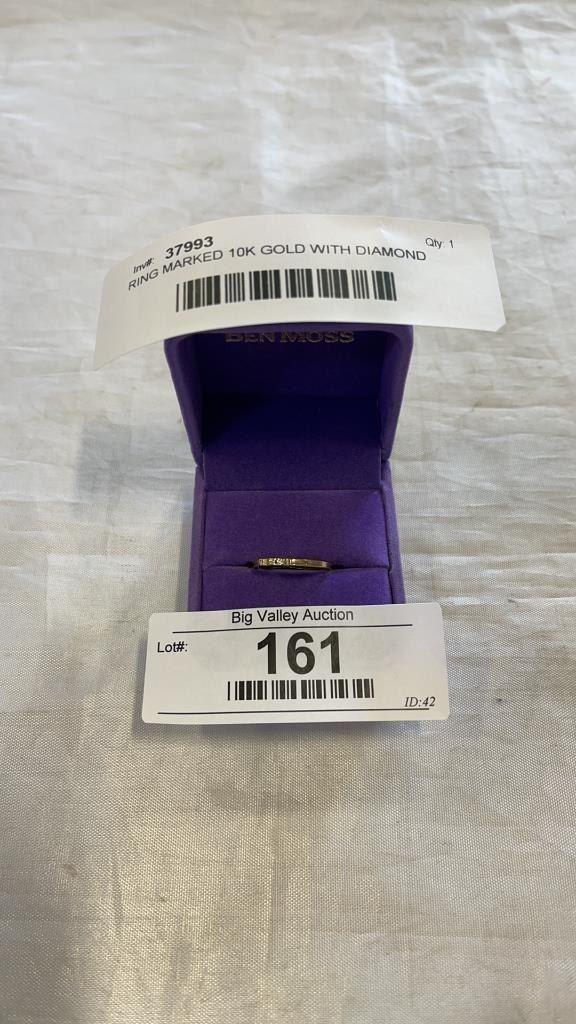 Inv#: 37993 Qty: 1
RING MARKED 10K GOLD WITH DIAMOND
BEN MOSS
Big Valley Auction
Lot#: 161
ID:42